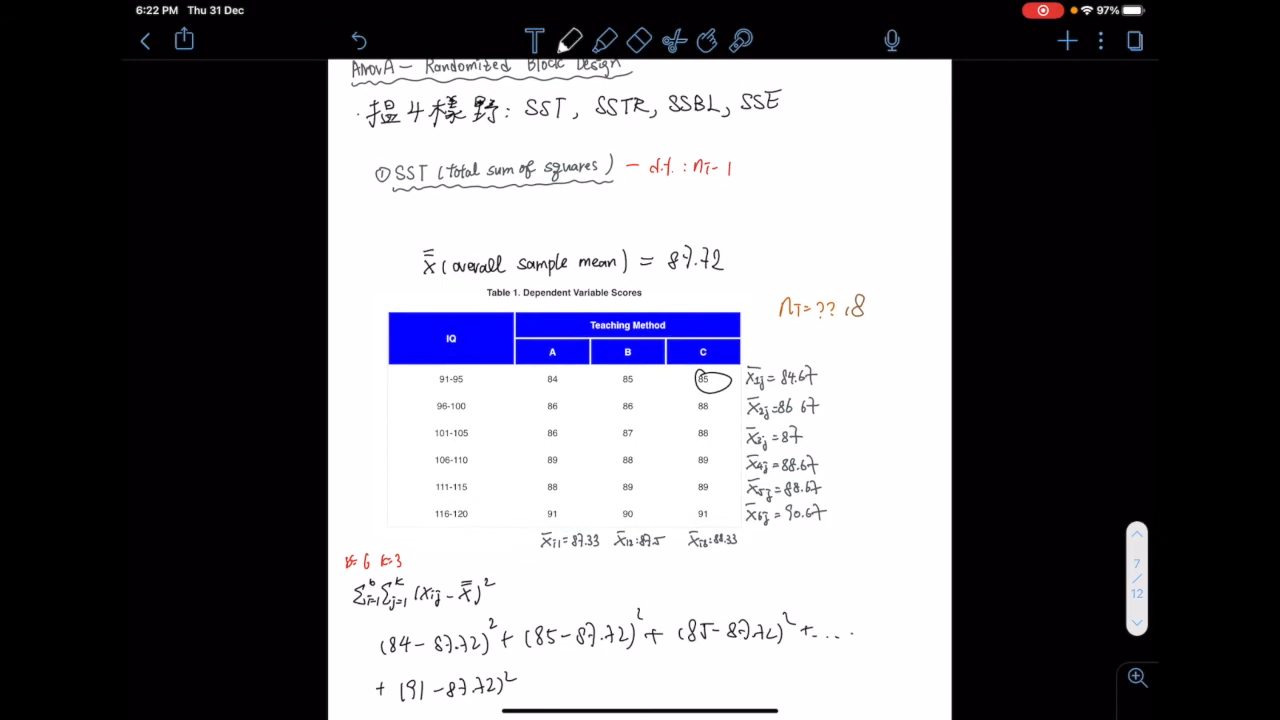 6:22 PM Thu 31 Dec
97%
ANOVA - Randomized Block Design
· 揾 4 樣野: SST, SSTR, SSBL, SSE
① SST (total sum of squares) - d.f. : nT-1
x̿ (overall sample mean) = 87.72
Table 1. Dependent Variable Scores
nT = ?? 18
IQ Teaching Method
A B C
91-95 84 85 85 x̄1j = 84.67
96-100 86 86 88 x̄2j = 86 67
101-105 86 87 88 x̄3j = 87
106-110 89 88 89 x̄4j = 88.67
111-115 88 89 89 x̄5j = 88.67
116-120 91 90 91 x̄6j = 90.67
x̄i1 = 87.33 x̄i2 = 87.5 x̄i3 = 88.33
b=6 k=3
Σᵇi=1 Σᵏj=1 (xij - x̿)²
(84-87.72)² + (85-87.72)² + (85-87.72)² + ....
+ (91-87.72)²
7
/
12